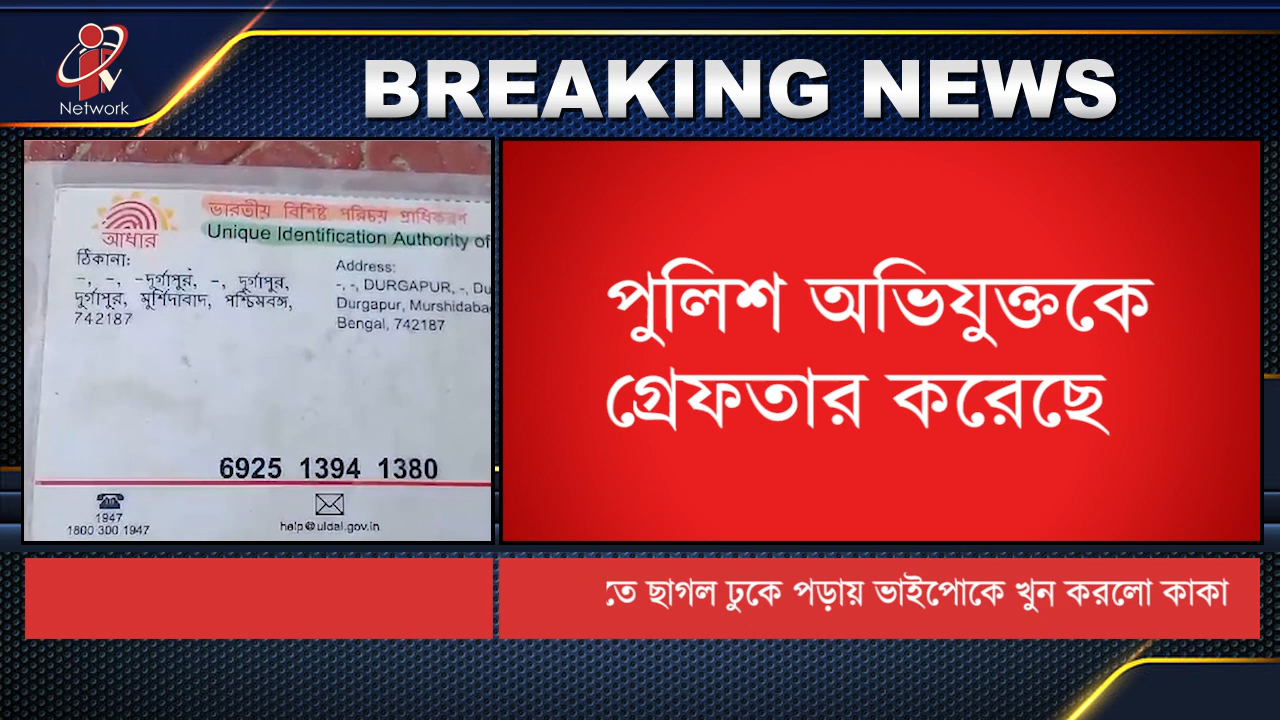 iTv
Network
BREAKING NEWS
আধার
ভারতীয় বিশিষ্ট পরিচয় প্রাধিকরণ
Unique Identification Authority of
ঠিকানা:
-, -, -দুর্গাপুর, -, দুর্গাপুর,
দুর্গাপুর, মুর্শিদাবাদ, পশ্চিমবঙ্গ,
742187
Address:
-, -, DURGAPUR, -, Du
Durgapur, Murshidabad
Bengal, 742187
6925 1394 1380
1947
1800 300 1947
help@uidai.gov.in
পুলিশ অভিযুক্তকে
গ্রেফতার করেছে
তে ছাগল ঢুকে পড়ায় ভাইপোকে খুন করলো কাকা